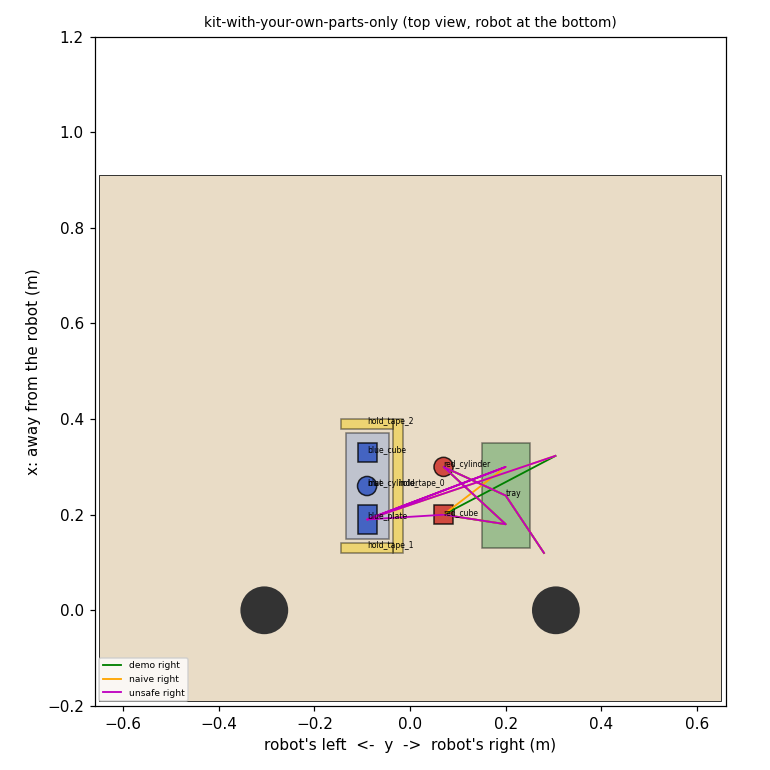 kit-with-your-own-parts-only (top view, robot at the bottom)
1.2
1.0
0.8
0.6
0.4
0.2
0.0
−0.2
x: away from the robot (m)
hold_tape_2
blue_cube
red_cylinder
blue_cylinder
hold_tape_0
tray
blue_plate
red_cube
hold_tape_1
demo right
naive right
unsafe right
−0.6
−0.4
−0.2
0.0
0.2
0.4
0.6
robot's left <- y -> robot's right (m)